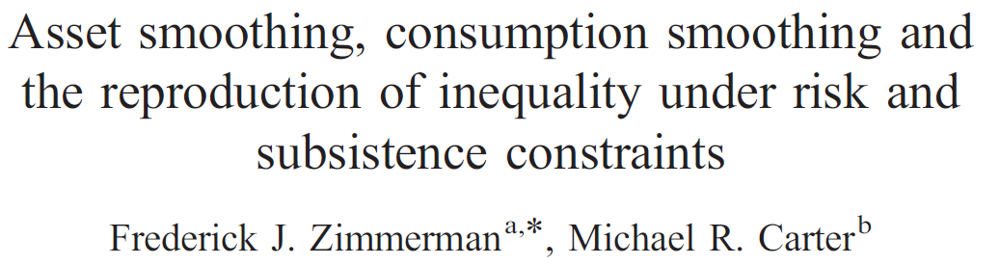 Asset smoothing, consumption smoothing and
the reproduction of inequality under risk and
subsistence constraints
Frederick J. Zimmerman a,*, Michael R. Carter b